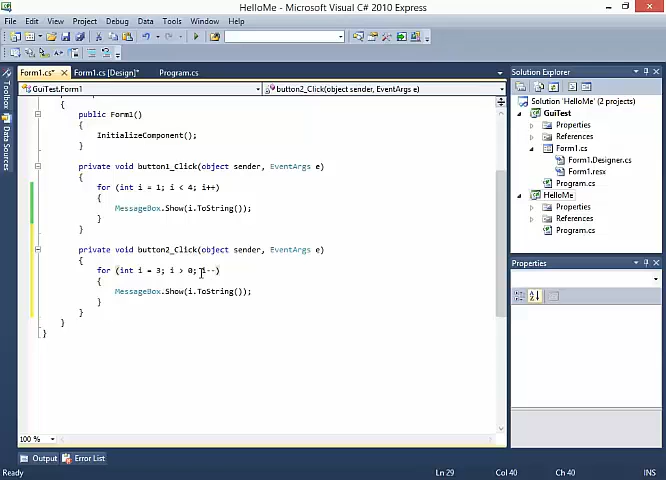 HelloMe - Microsoft Visual C# 2010 Express
File Edit View Project Debug Data Tools Window Help
Form1.cs* Form1.cs [Design]* Program.cs
GuiTest.Form1 button2_Click(object sender, EventArgs e)
{
public Form1()
{
InitializeComponent();
}
private void button1_Click(object sender, EventArgs e)
{
for (int i = 1; i < 4; i++)
{
MessageBox.Show(i.ToString());
}
}
private void button2_Click(object sender, EventArgs e)
{
for (int i = 3; i > 0; i--)
{
MessageBox.Show(i.ToString());
}
}
}
}
100 %
Toolbox
Data Sources
Solution Explorer
Solution 'HelloMe' (2 projects)
GuiTest
Properties
References
Form1.cs
Form1.Designer.cs
Form1.resx
Program.cs
HelloMe
Properties
References
Program.cs
Properties
Output Error List
Ready Ln 29 Col 40 Ch 40 INS